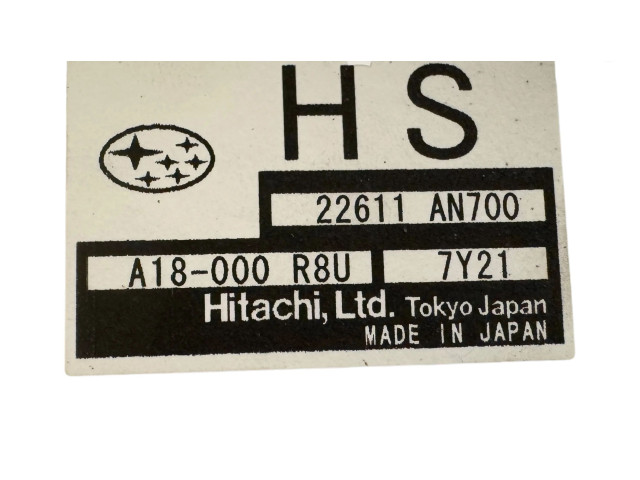 HS
22611 AN700
A18-000 R8U 7Y21
Hitachi, Ltd. Tokyo Japan
MADE IN JAPAN